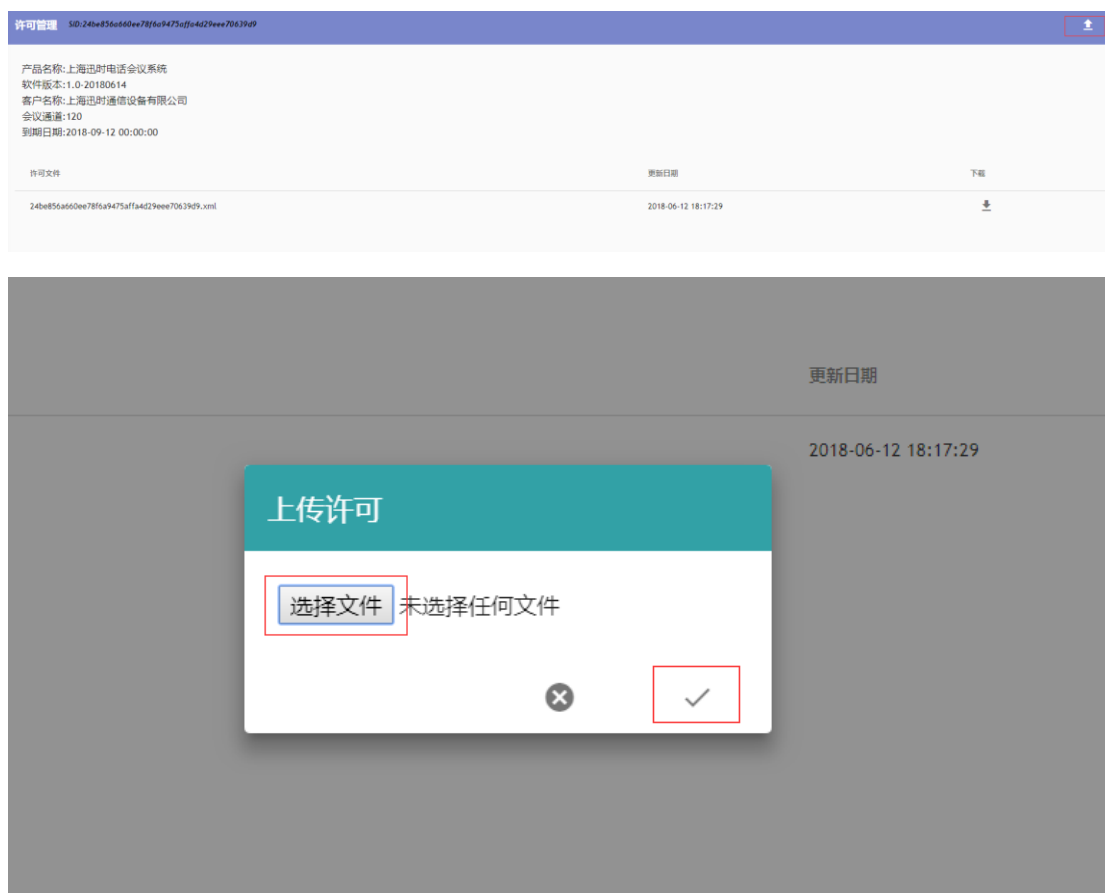 许可管理 SID:24be856a660ee78f6a9475affa4d29eee70639d9
产品名称:上海迅时电话会议系统
软件版本:1.0-20180614
客户名称:上海迅时通信设备有限公司
会议通道:120
到期日期:2018-09-12 00:00:00
许可文件 更新日期 下载
24be856a660ee78f6a9475affa4d29eee70639d9.xml 2018-06-12 18:17:29
更新日期
2018-06-12 18:17:29
上传许可
选择文件 未选择任何文件